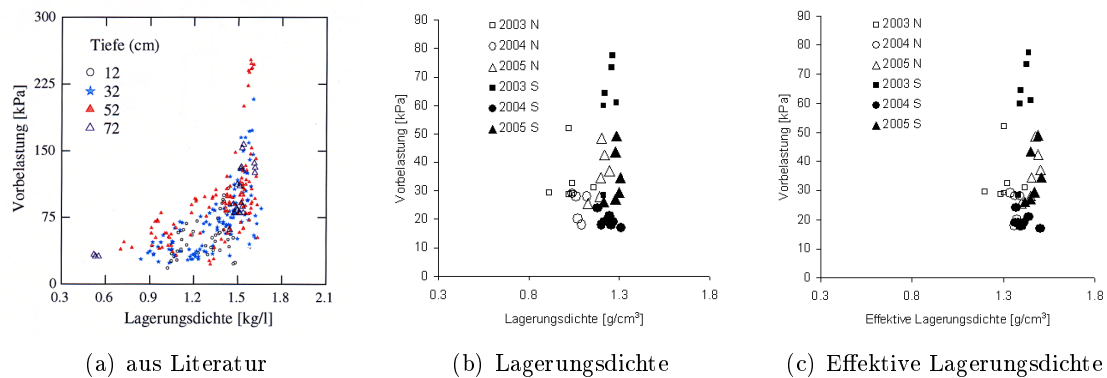 300
225
150
75
0
Vorbelastung [kPa]
Tiefe (cm)
12
32
52
72
0.3 0.6 0.9 1.2 1.5 1.8 2.1
Lagerungsdichte [kg/l]
(a) aus Literatur
90
80
70
60
50
40
30
20
10
0
Vorbelastung [kPa]
2003 N
2004 N
2005 N
2003 S
2004 S
2005 S
0.3 0.8 1.3 1.8
Lagerungsdichte [g/cm³]
(b) Lagerungsdichte
90
80
70
60
50
40
30
20
10
0
Vorbelastung [kPa]
2003 N
2004 N
2005 N
2003 S
2004 S
2005 S
0.3 0.8 1.3 1.8
Effektive Lagerungsdichte [g/cm³]
(c) Effektive Lagerungsdichte